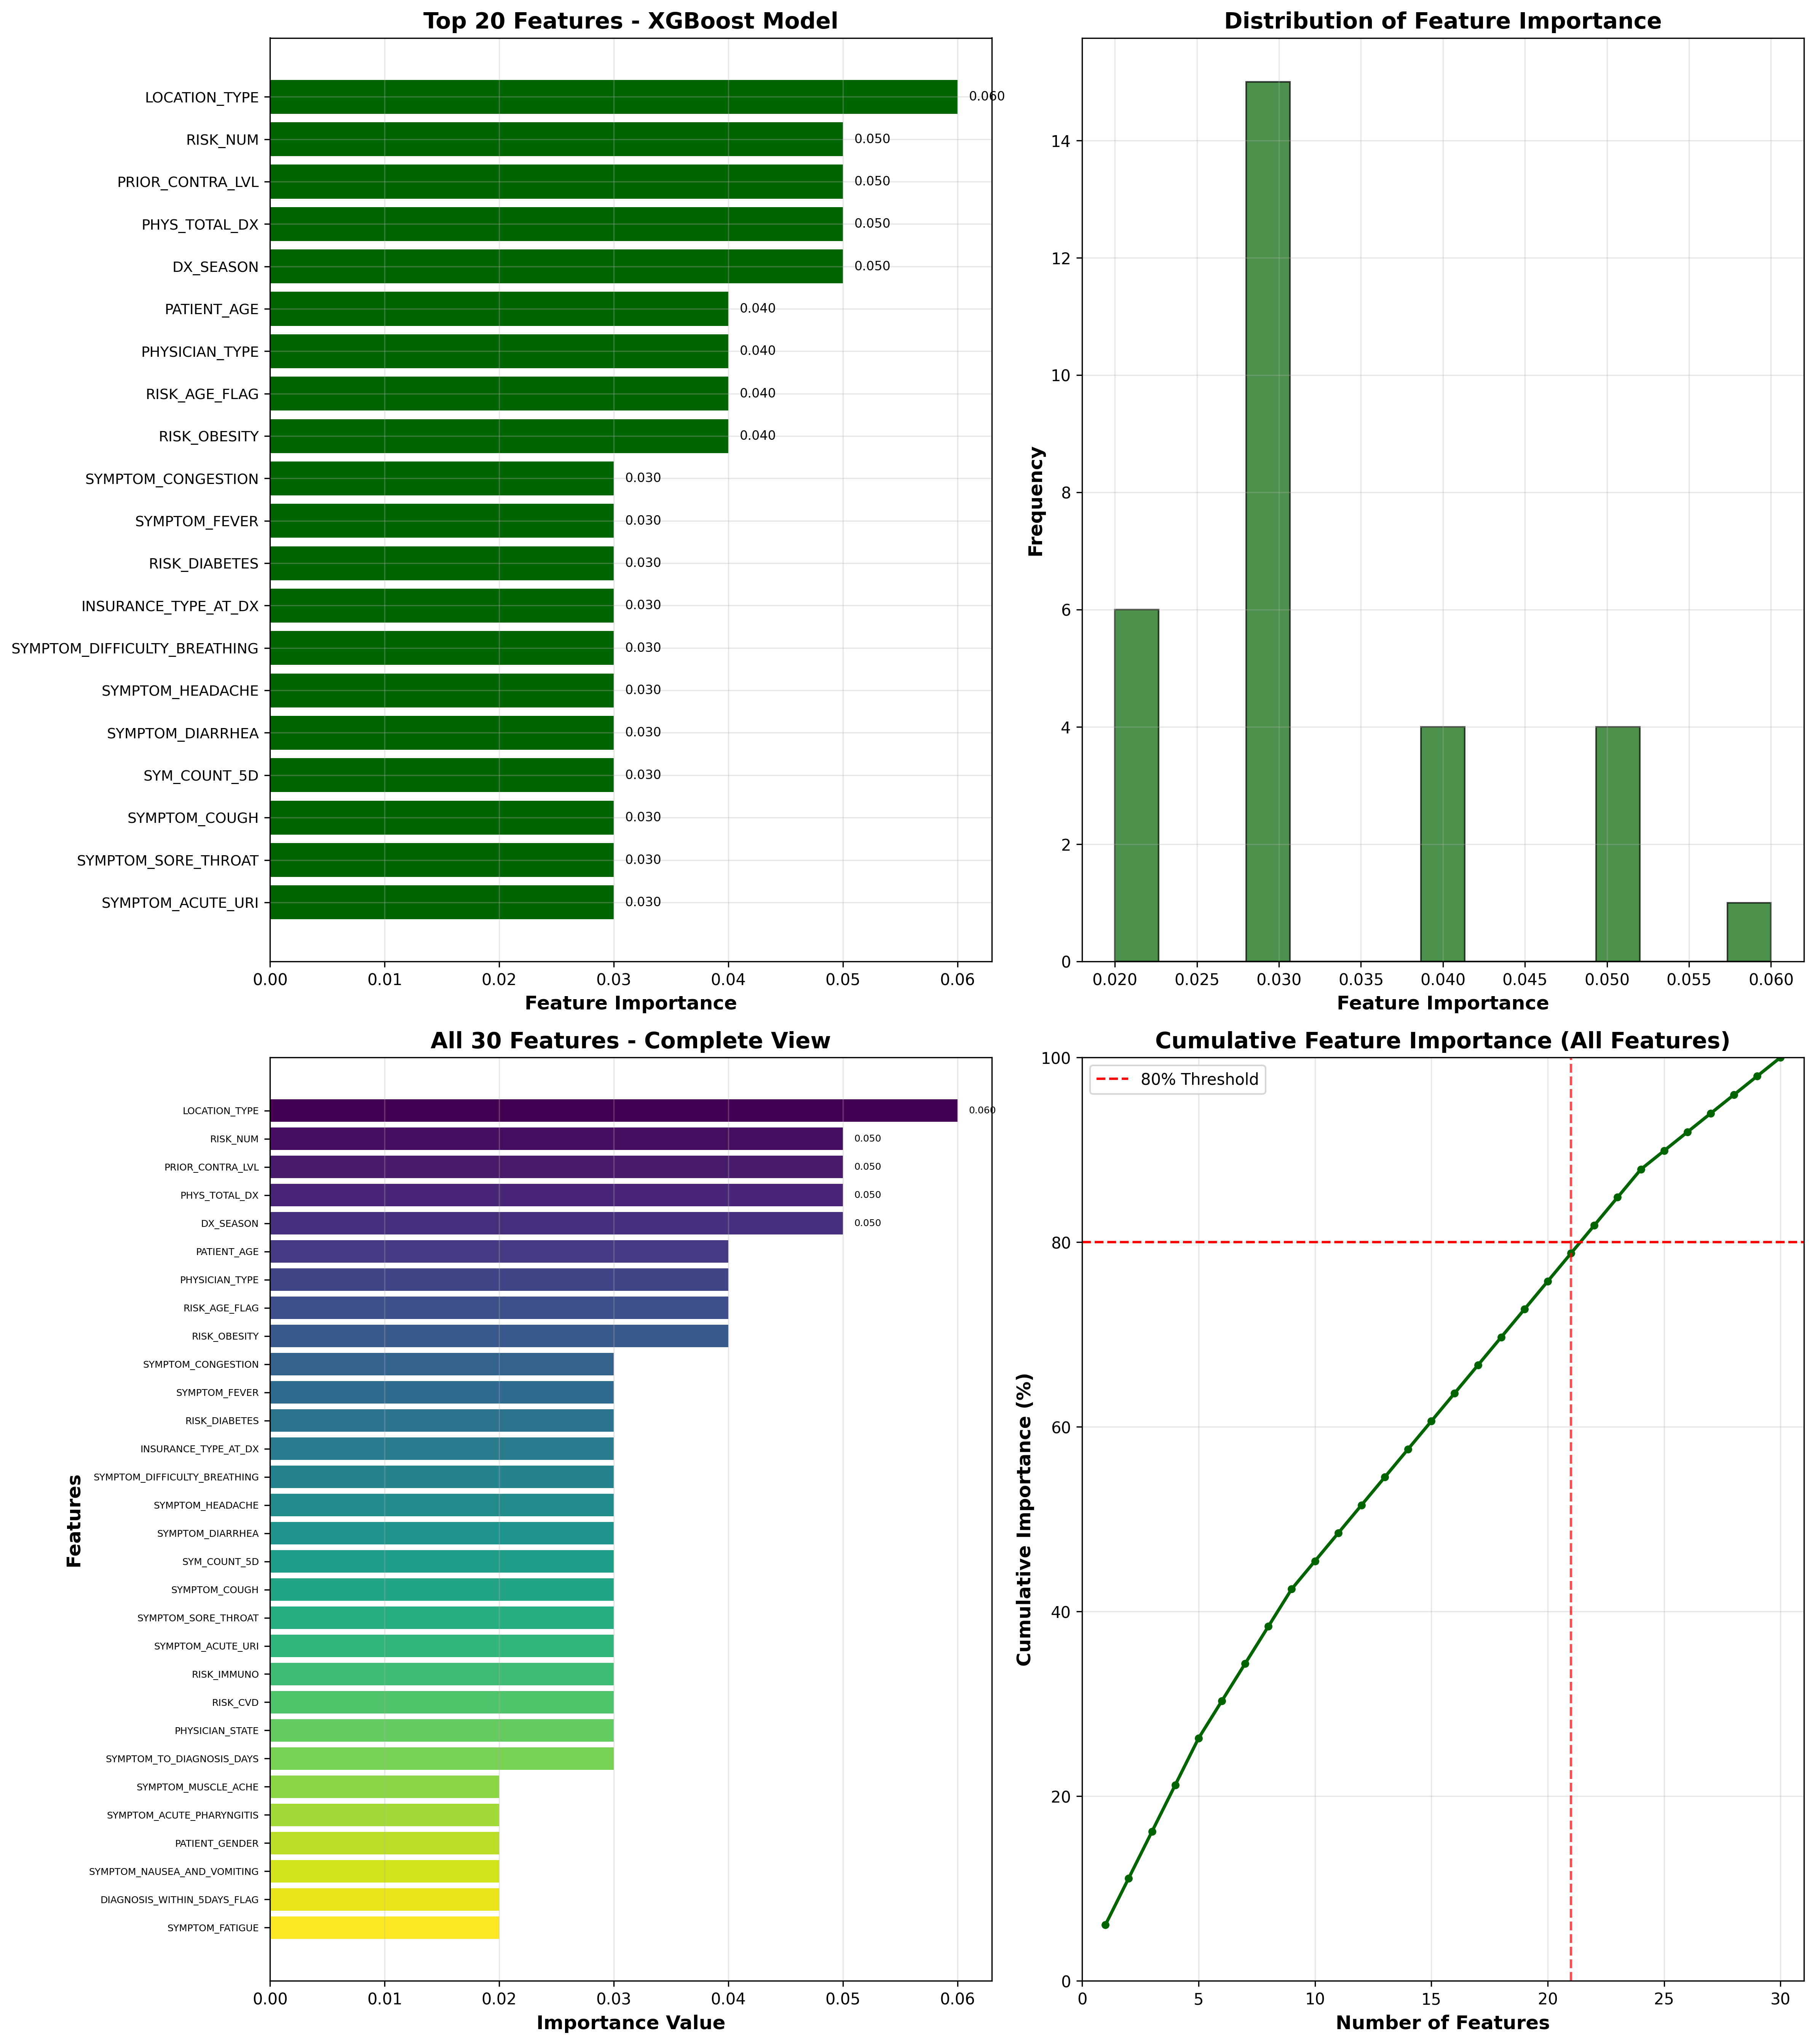 Top 20 Features - XGBoost Model
LOCATION_TYPE 0.060
RISK_NUM 0.050
PRIOR_CONTRA_LVL 0.050
PHYS_TOTAL_DX 0.050
DX_SEASON 0.050
PATIENT_AGE 0.040
PHYSICIAN_TYPE 0.040
RISK_AGE_FLAG 0.040
RISK_OBESITY 0.040
SYMPTOM_CONGESTION 0.030
SYMPTOM_FEVER 0.030
RISK_DIABETES 0.030
INSURANCE_TYPE_AT_DX 0.030
SYMPTOM_DIFFICULTY_BREATHING 0.030
SYMPTOM_HEADACHE 0.030
SYMPTOM_DIARRHEA 0.030
SYM_COUNT_5D 0.030
SYMPTOM_COUGH 0.030
SYMPTOM_SORE_THROAT 0.030
SYMPTOM_ACUTE_URI 0.030
0.00 0.01 0.02 0.03 0.04 0.05 0.06
Feature Importance
Distribution of Feature Importance
Frequency
14
12
10
8
6
4
2
0
0.020 0.025 0.030 0.035 0.040 0.045 0.050 0.055 0.060
Feature Importance
All 30 Features - Complete View
Features
LOCATION_TYPE 0.060
RISK_NUM 0.050
PRIOR_CONTRA_LVL 0.050
PHYS_TOTAL_DX 0.050
DX_SEASON 0.050
PATIENT_AGE
PHYSICIAN_TYPE
RISK_AGE_FLAG
RISK_OBESITY
SYMPTOM_CONGESTION
SYMPTOM_FEVER
RISK_DIABETES
INSURANCE_TYPE_AT_DX
SYMPTOM_DIFFICULTY_BREATHING
SYMPTOM_HEADACHE
SYMPTOM_DIARRHEA
SYM_COUNT_5D
SYMPTOM_COUGH
SYMPTOM_SORE_THROAT
SYMPTOM_ACUTE_URI
RISK_IMMUNO
RISK_CVD
PHYSICIAN_STATE
SYMPTOM_TO_DIAGNOSIS_DAYS
SYMPTOM_MUSCLE_ACHE
SYMPTOM_ACUTE_PHARYNGITIS
PATIENT_GENDER
SYMPTOM_NAUSEA_AND_VOMITING
DIAGNOSIS_WITHIN_5DAYS_FLAG
SYMPTOM_FATIGUE
0.00 0.01 0.02 0.03 0.04 0.05 0.06
Importance Value
Cumulative Feature Importance (All Features)
80% Threshold
Cumulative Importance (%)
100
80
60
40
20
0
0 5 10 15 20 25 30
Number of Features